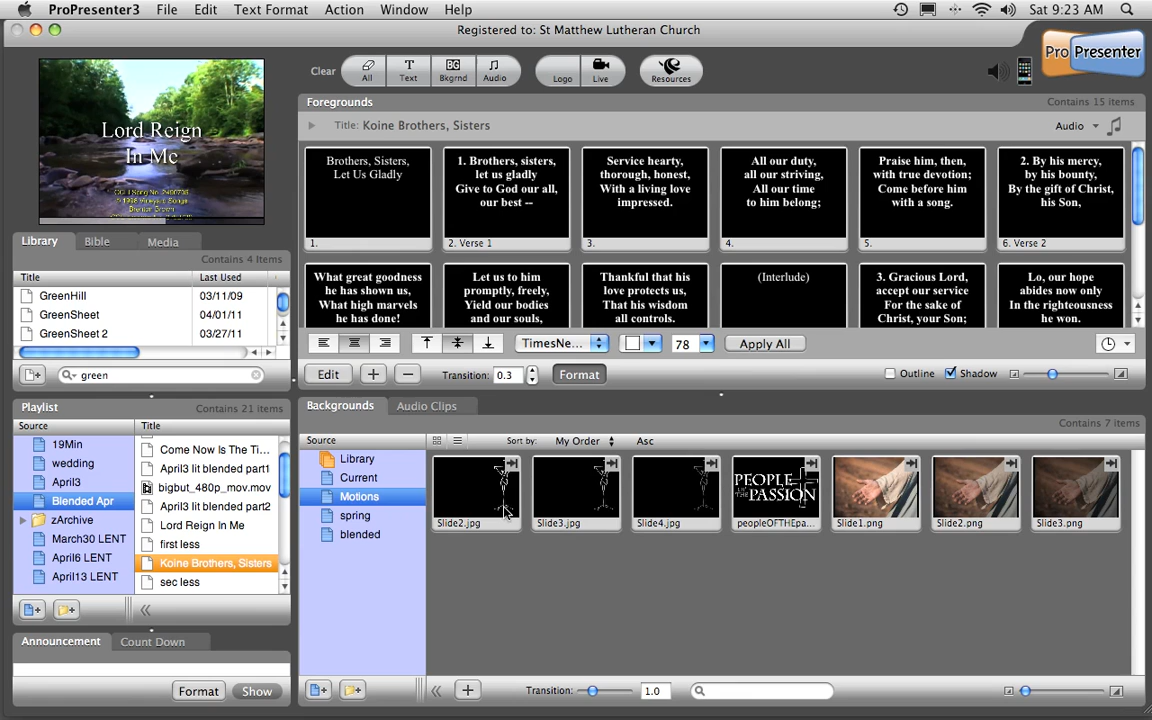 ProPresenter3 File Edit Text Format Action Window Help Sat 9:23 AM
Registered to: St Matthew Lutheran Church
Lord Reign
In Me
Clear All Text Bkgrnd Audio Logo Live Resources
ProPresenter
Foregrounds Contains 15 items
Title: Koine Brothers, Sisters Audio
Brothers, Sisters,
Let Us Gladly
1.
1. Brothers, sisters,
let us gladly
Give to God our all,
our best --
2. Verse 1
Service hearty,
thorough, honest,
With a living love
impressed.
3.
All our duty,
all our striving,
All our time
to him belong;
4.
Praise him, then,
with true devotion;
Come before him
with a song.
5.
2. By his mercy,
by his bounty,
By the gift of Christ,
his Son,
6. Verse 2
What great goodness
he has shown us,
What high marvels
he has done!
Let us to him
promptly, freely,
Yield our bodies
and our souls,
Thankful that his
love protects us,
That his wisdom
all controls.
(Interlude)
3. Gracious Lord,
accept our service
For the sake of
Christ, your Son;
Lo, our hope
abides now only
In the righteousness
he won.
TimesNe... 78 Apply All
Edit + − Transition: 0.3 Format Outline Shadow
Library Bible Media
Contains 4 Items
Title Last Used
GreenHill 03/11/09
GreenSheet 04/01/11
GreenSheet 2 03/27/11
green
Playlist Contains 21 items
Source Title
19Min
wedding
April3
Blended Apr
zArchive
March30 LENT
April6 LENT
April13 LENT
Come Now Is The Ti...
April3 lit blended part1
bigbut_480p_mov.mov
April3 lit blended part2
Lord Reign In Me
first less
Koine Brothers, Sisters
sec less
Announcement Count Down
Format Show
Backgrounds Audio Clips
Contains 7 items
Source Sort by: My Order Asc
Library
Current
Motions
spring
blended
PEOPLE
OF THE PASSION
Slide2.jpg Slide3.jpg Slide4.jpg peopleOFTHEpa... Slide1.png Slide2.png Slide3.png
Transition: 1.0